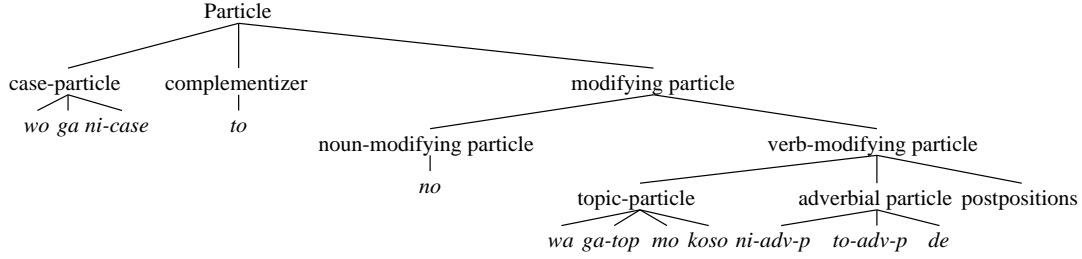 Particle
case-particle complementizer modifying particle
wo ga ni-case to
noun-modifying particle verb-modifying particle
no
topic-particle adverbial particle postpositions
wa ga-top mo koso ni-adv-p to-adv-p de